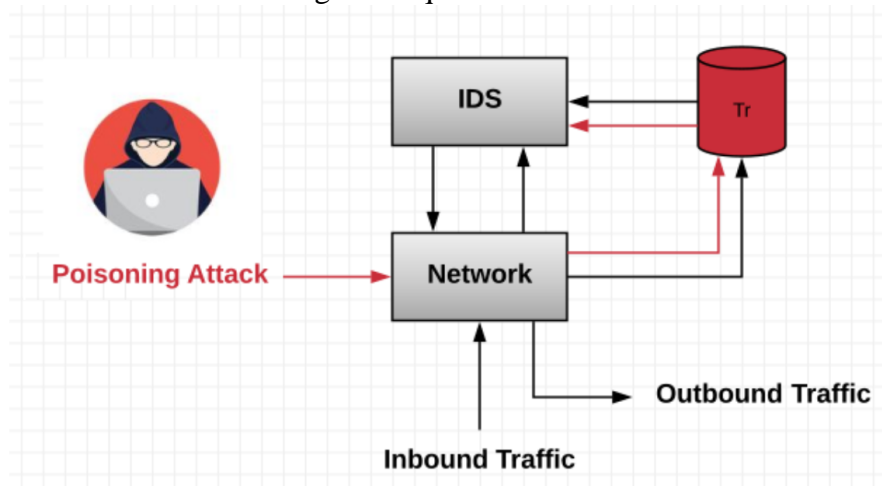 IDS
Tr
Poisoning Attack
Network
Outbound Traffic
Inbound Traffic